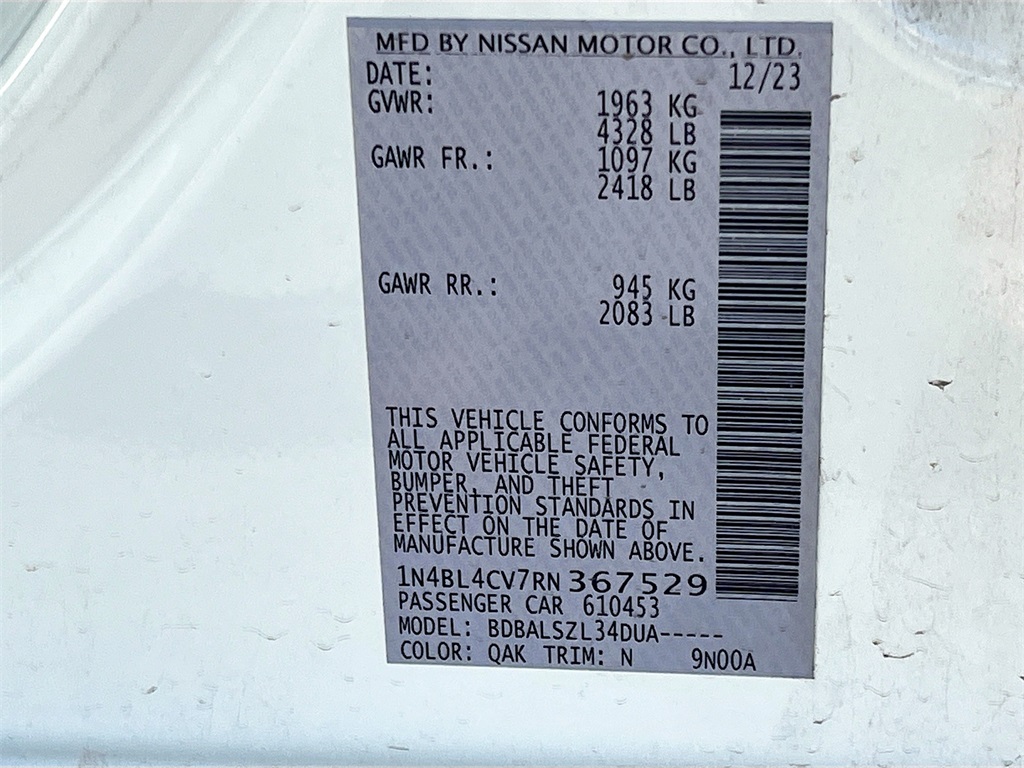 MFD BY NISSAN MOTOR CO., LTD.
DATE: 12/23
GVWR: 1963 KG
4328 LB
GAWR FR.: 1097 KG
2418 LB
GAWR RR.: 945 KG
2083 LB
THIS VEHICLE CONFORMS TO
ALL APPLICABLE FEDERAL
MOTOR VEHICLE SAFETY,
BUMPER, AND THEFT
PREVENTION STANDARDS IN
EFFECT ON THE DATE OF
MANUFACTURE SHOWN ABOVE.
1N4BL4CV7RN 367529
PASSENGER CAR 610453
MODEL: BDBALSZL34DUA-----
COLOR: QAK TRIM: N 9N00A